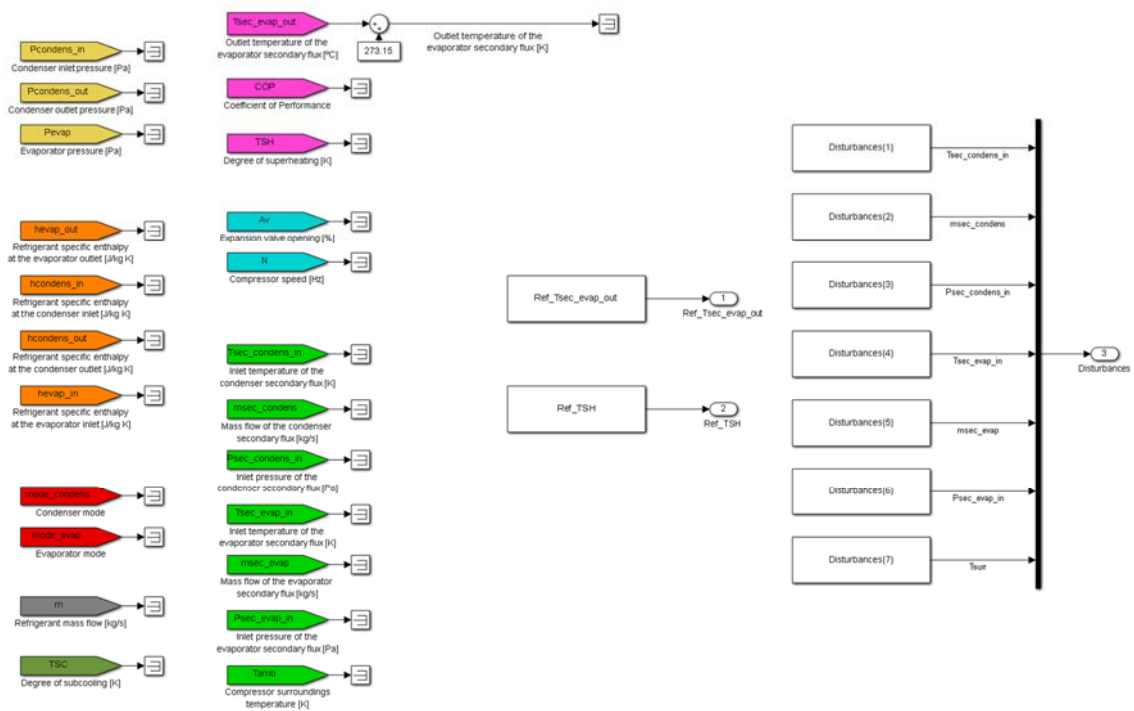 Pcondens_in
Condenser inlet pressure [Pa]
Pcondens_out
Condenser outlet pressure [Pa]
Pevap
Evaporator pressure [Pa]
hevap_out
Refrigerant specific enthalpy
at the evaporator outlet [J/kg K]
hcondens_in
Refrigerant specific enthalpy
at the condenser inlet [J/kg K]
hcondens_out
Refrigerant specific enthalpy
at the condenser outlet [J/kg K]
hevap_in
Refrigerant specific enthalpy
at the evaporator inlet [J/kg K]
mode_condens
Condenser mode
mode_evap
Evaporator mode
m
Refrigerant mass flow [kg/s]
TSC
Degree of subcooling [K]
Tsec_evap_out
Outlet temperature of the
evaporator secondary flux [ºC]
273.15
Outlet temperature of the
evaporator secondary flux [K]
COP
Coefficient of Performance
TSH
Degree of superheating [K]
Av
Expansion valve opening [%]
N
Compressor speed [Hz]
Tsec_condens_in
Inlet temperature of the
condenser secondary flux [K]
msec_condens
Mass flow of the condenser
secondary flux [kg/s]
Psec_condens_in
Inlet pressure of the
condenser secondary flux [Pa]
Tsec_evap_in
Inlet temperature of the
evaporator secondary flux [K]
msec_evap
Mass flow of the evaporator
secondary flux [kg/s]
Psec_evap_in
Inlet pressure of the
evaporator secondary flux [Pa]
Tamb
Compressor surroundings
temperature [K]
Ref_Tsec_evap_out
1
Ref_Tsec_evap_out
Ref_TSH
2
Ref_TSH
Disturbances(1)
Tsec_condens_in
Disturbances(2)
msec_condens
Disturbances(3)
Psec_condens_in
Disturbances(4)
Tsec_evap_in
Disturbances(5)
msec_evap
Disturbances(6)
Psec_evap_in
Disturbances(7)
Tsurr
3
Disturbances